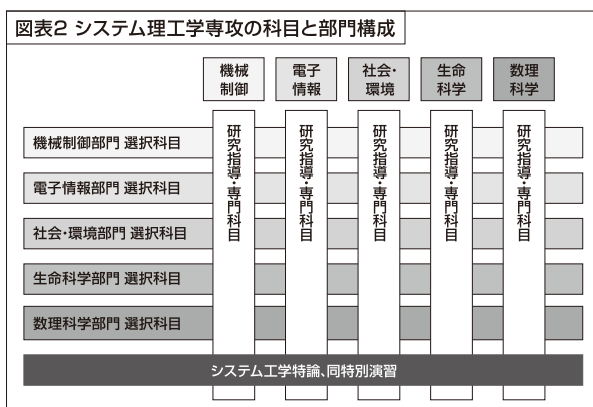 図表2 システム理工学専攻の科目と部門構成
機械
制御
電子
情報
社会・
環境
生命
科学
数理
科学
研究指導・専門科目
研究指導・専門科目
研究指導・専門科目
研究指導・専門科目
研究指導・専門科目
機械制御部門 選択科目
電子情報部門 選択科目
社会・環境部門 選択科目
生命科学部門 選択科目
数理科学部門 選択科目
システム工学特論、同特別演習